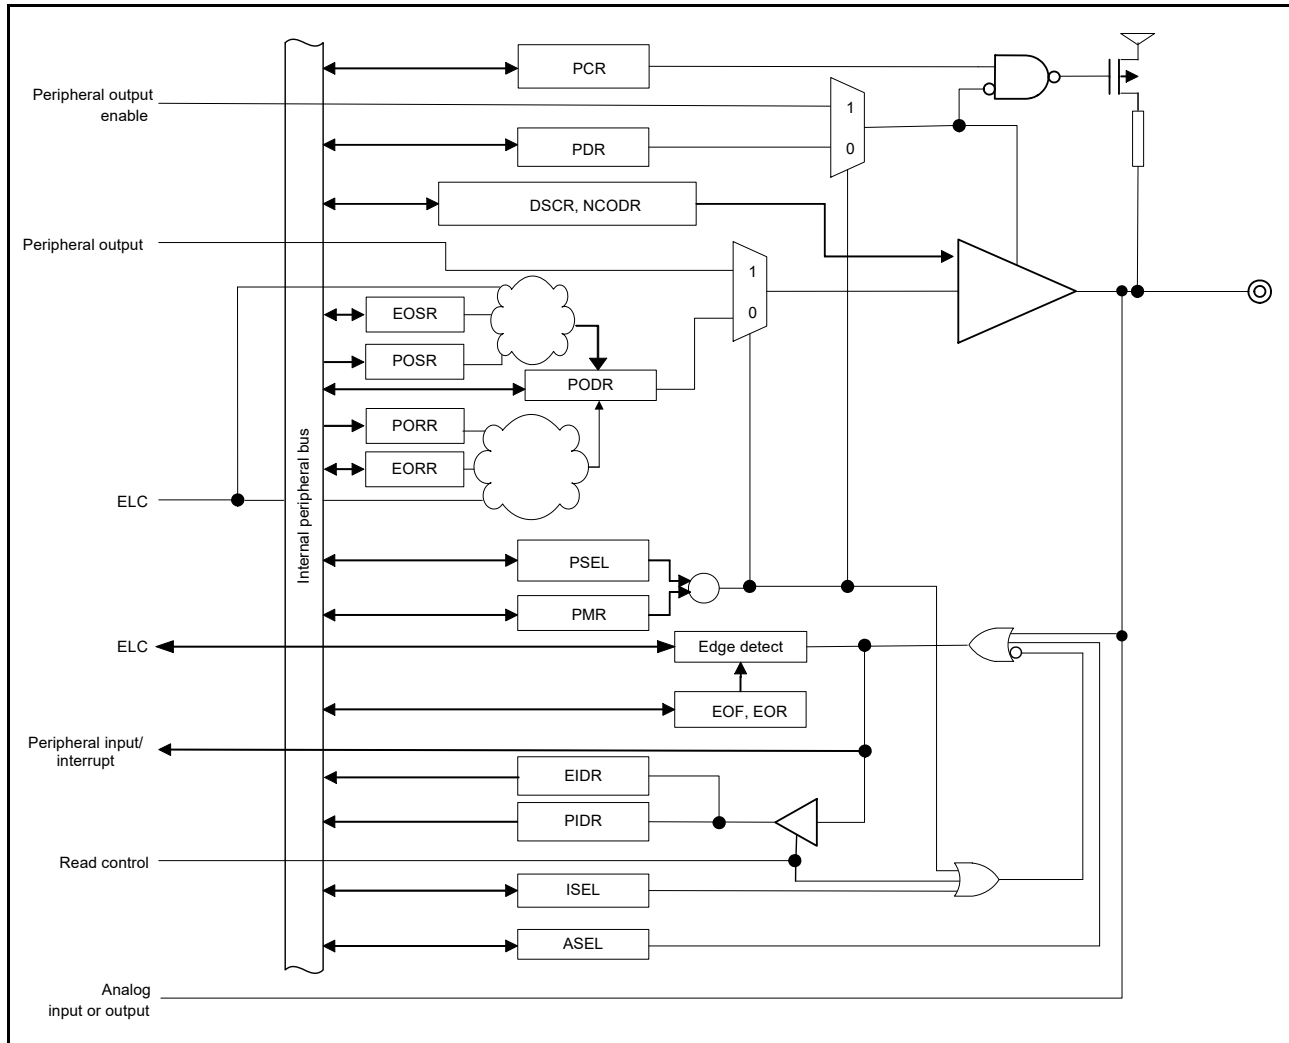 PCR
Peripheral output
enable
1
PDR
0
DSCR, NCODR
Peripheral output
1
EOSR
0
POSR
PODR
PORR
EORR
ELC
Internal peripheral bus
PSEL
PMR
ELC
Edge detect
EOF, EOR
Peripheral input/
interrupt
EIDR
PIDR
Read control
ISEL
ASEL
Analog
input or output